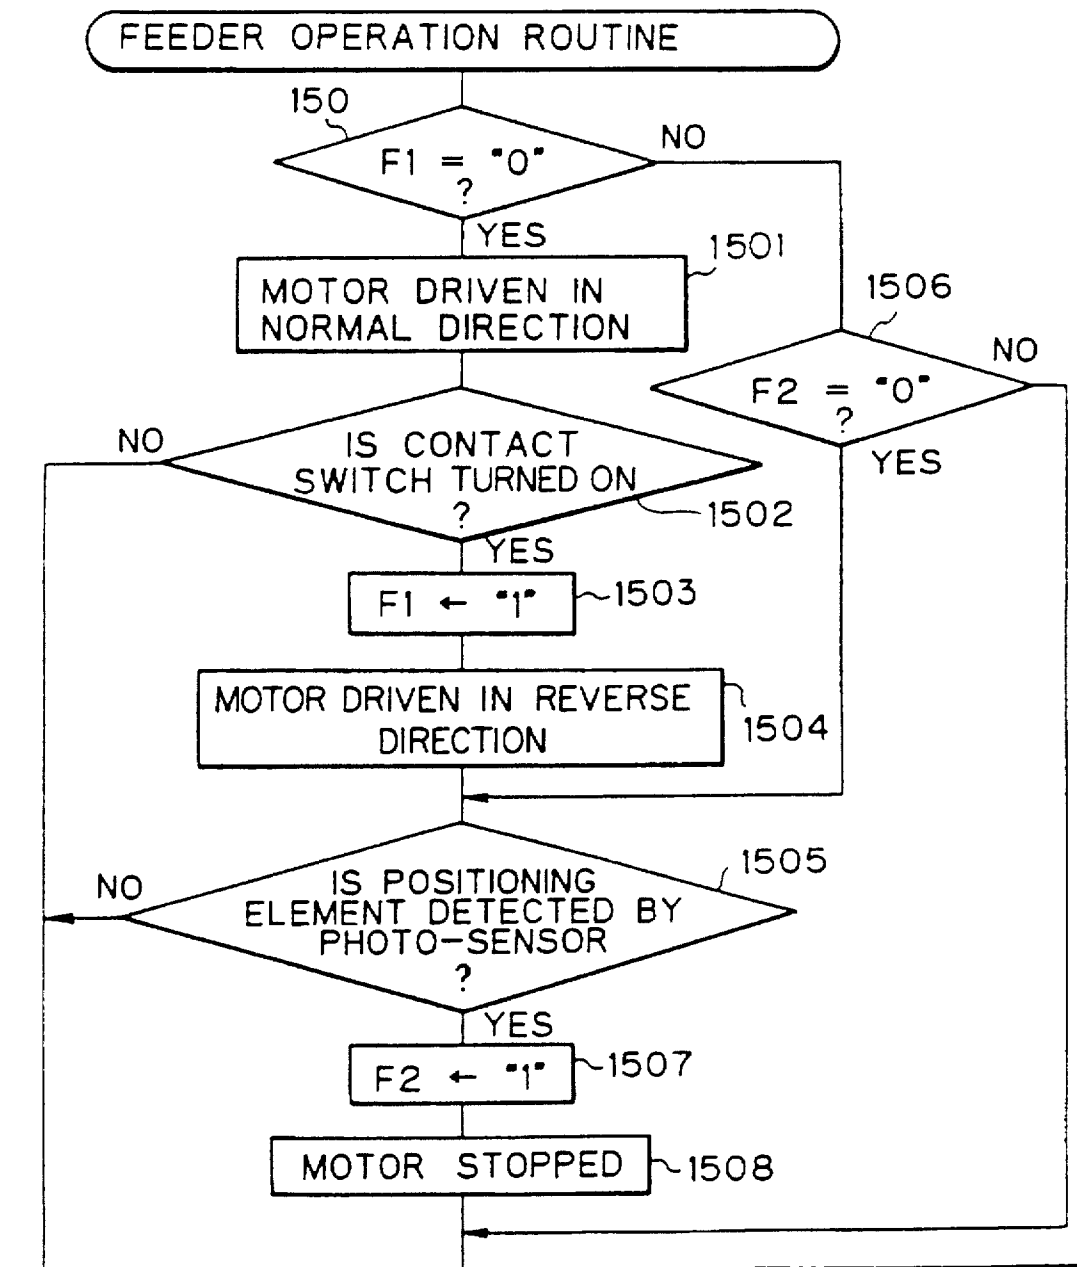 FEEDER OPERATION ROUTINE
150
F1 = "0"
?
NO
YES
1501
MOTOR DRIVEN IN
NORMAL DIRECTION
1506
F2 = "0"
?
NO
YES
NO
IS CONTACT
SWITCH TURNED ON
?
1502
YES
F1 ← "1"
1503
MOTOR DRIVEN IN REVERSE
DIRECTION
1504
1505
NO
IS POSITIONING
ELEMENT DETECTED BY
PHOTO-SENSOR
?
YES
F2 ← "1"
1507
MOTOR STOPPED
1508